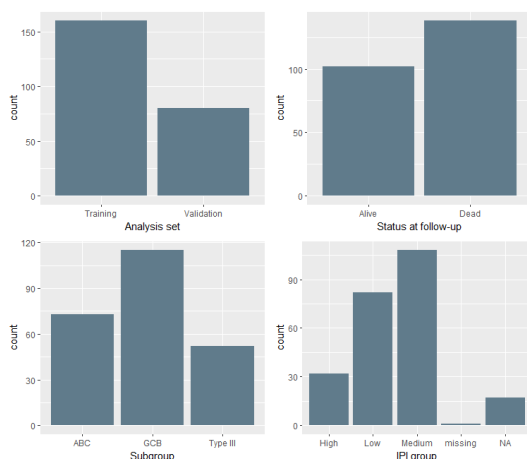 150
100
50
0
count
Training
Validation
Analysis set
100
50
0
count
Alive
Dead
Status at follow-up
120
90
60
30
0
count
ABC
GCB
Type III
Subgroup
90
60
30
0
count
High
Low
Medium
missing
NA
IPI group